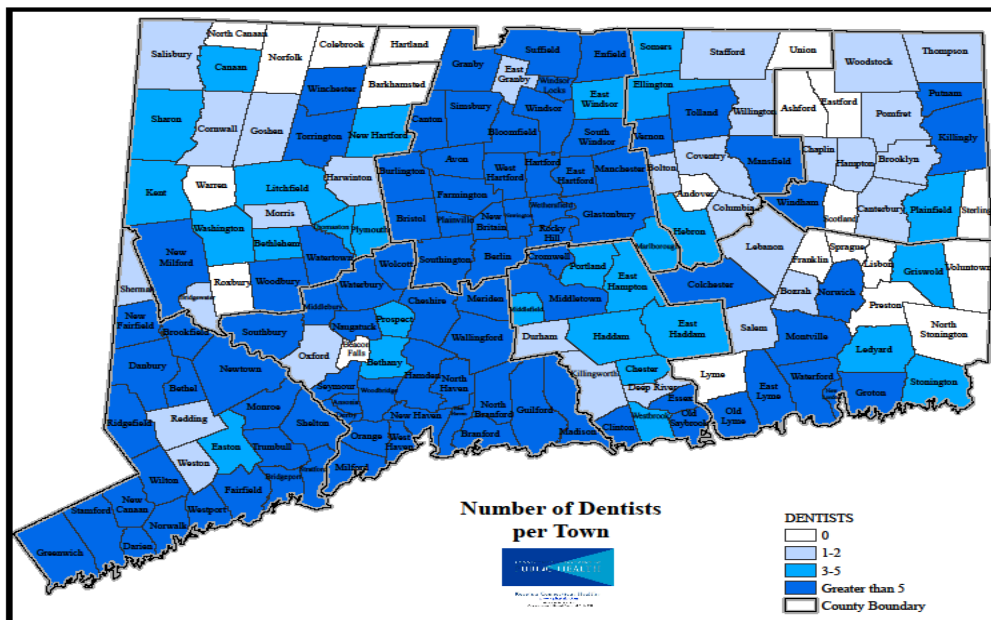 Salisbury
North Canaan
Colebrook
Hartland
Suffield
Enfield
Somers
Stafford
Union
Thompson
Woodstock
Canaan
Norfolk
Granby
East
Granby
Windsor
Locks
Barkhamsted
Winchester
East
Windsor
Ellington
Ashford
Eastford
Pomfret
Putnam
Sharon
Cornwall
Goshen
Torrington
New Hartford
Canton
Simsbury
Windsor
Bloomfield
South
Windsor
Vernon
Tolland
Willington
Killingly
Chaplin
Hampton
Brooklyn
Kent
Warren
Litchfield
Harwinton
Burlington
Avon
West
Hartford
Hartford
East
Hartford
Manchester
Bolton
Coventry
Mansfield
Andover
Columbia
Windham
Scotland
Canterbury
Plainfield
Sterling
Morris
Washington
Bethlehem
Plymouth
Bristol
Farmington
Plainville
New
Britain
Rocky
Hill
Glastonbury
Hebron
Marlborough
Lebanon
Franklin
Sprague
Lisbon
Griswold
Voluntown
New
Milford
Roxbury
Woodbury
Watertown
Wolcott
Southington
Berlin
Cromwell
Portland
East
Hampton
Colchester
Bozrah
Norwich
Preston
North
Stonington
Sherman
Bridgewater
Waterbury
Middlebury
Cheshire
Meriden
Middletown
Middlefield
New
Fairfield
Brookfield
Southbury
Naugatuck
Prospect
Wallingford
Durham
Haddam
East
Haddam
Salem
Montville
Ledyard
Oxford
Beacon
Falls
Bethany
Danbury
Bethel
Newtown
Seymour
Woodbridge
Hamden
North
Haven
Killingworth
Chester
Deep River
Essex
Lyme
East
Lyme
Waterford
Groton
Stonington
Ridgefield
Redding
Monroe
Shelton
Derby
Orange
New Haven
West
Haven
North
Branford
Branford
Guilford
Madison
Clinton
Westbrook
Old
Saybrook
Old
Lyme
Weston
Easton
Trumbull
Milford
Wilton
Fairfield
Bridgeport
Stamford
New
Canaan
Norwalk
Westport
Greenwich
Darien
Number of Dentists
per Town
DENTISTS
0
1-2
3-5
Greater than 5
County Boundary